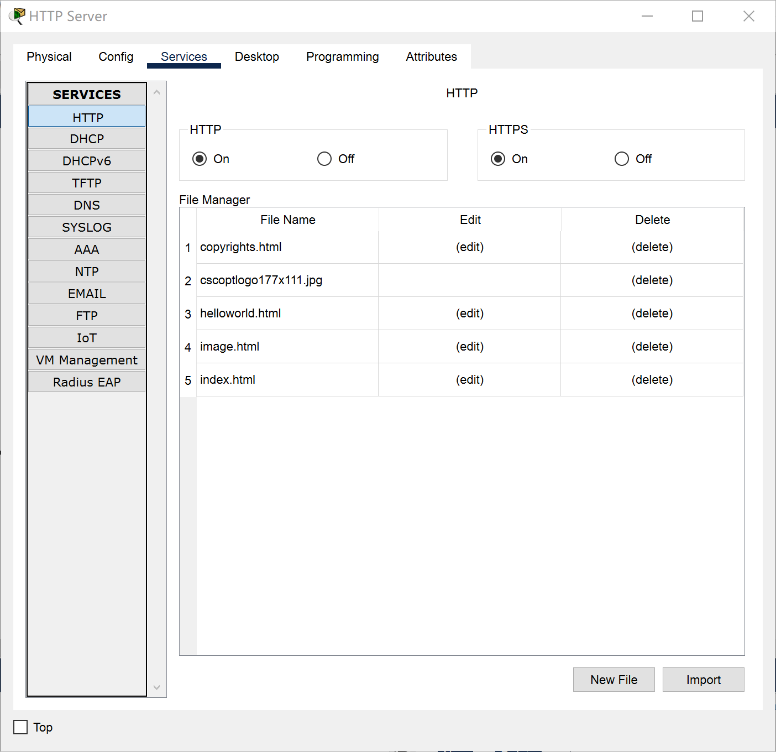 HTTP Server
Physical Config Services Desktop Programming Attributes
SERVICES
HTTP
DHCP
DHCPv6
TFTP
DNS
SYSLOG
AAA
NTP
EMAIL
FTP
IoT
VM Management
Radius EAP
HTTP
HTTP
On Off
HTTPS
On Off
File Manager
File Name Edit Delete
1 copyrights.html (edit) (delete)
2 cscoptlogo177x111.jpg (delete)
3 helloworld.html (edit) (delete)
4 image.html (edit) (delete)
5 index.html (edit) (delete)
New File Import
Top